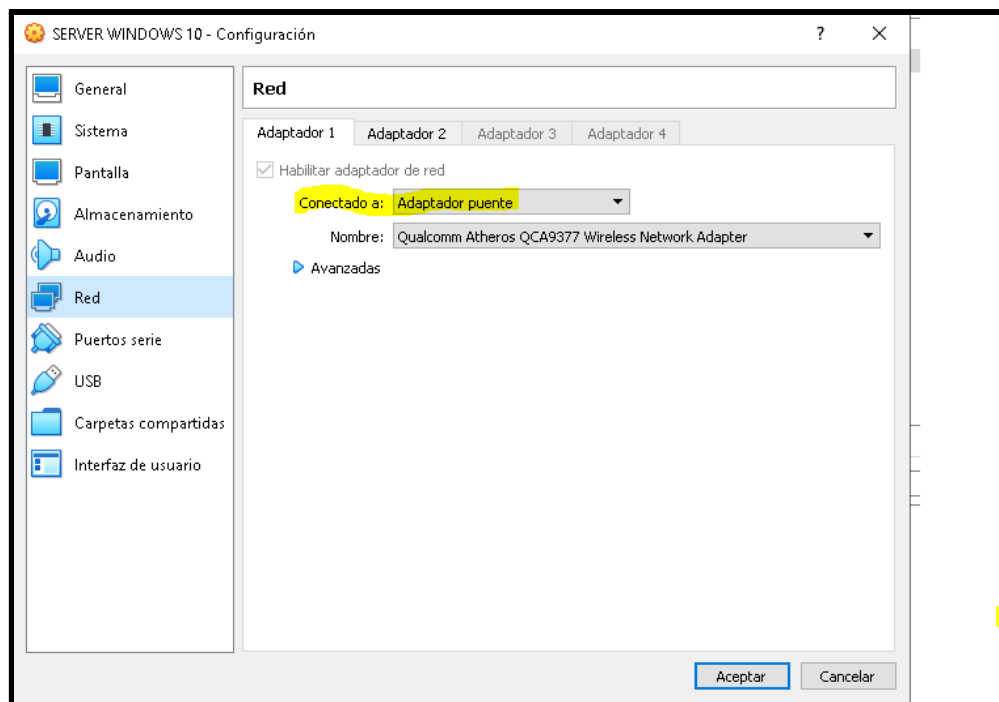 SERVER WINDOWS 10 - Configuración
?
General
Sistema
Pantalla
Almacenamiento
Audio
Red
Puertos serie
USB
Carpetas compartidas
Interfaz de usuario
Red
Adaptador 1 Adaptador 2 Adaptador 3 Adaptador 4
Habilitar adaptador de red
Conectado a: Adaptador puente
Nombre: Qualcomm Atheros QCA9377 Wireless Network Adapter
Avanzadas
Aceptar Cancelar